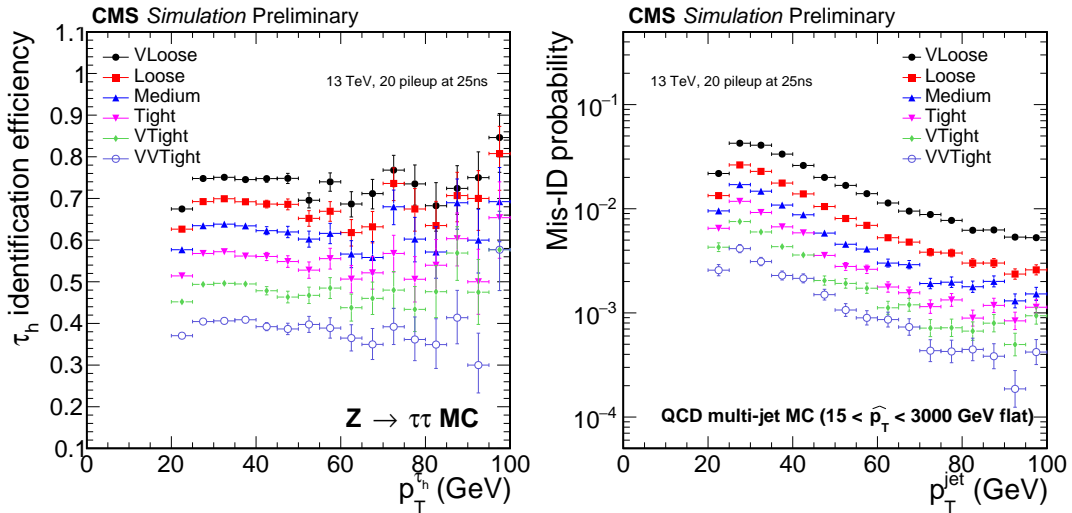 CMS Simulation Preliminary
τh identification efficiency
1.1
1
0.9
0.8
0.7
0.6
0.5
0.4
0.3
0.2
0.1
VLoose
Loose
Medium
Tight
VTight
VVTight
13 TeV, 20 pileup at 25ns
Z → ττ MC
0 20 40 60 80 100
pT^τh (GeV)
CMS Simulation Preliminary
Mis-ID probability
10−1
10−2
10−3
10−4
13 TeV, 20 pileup at 25ns
VLoose
Loose
Medium
Tight
VTight
VVTight
QCD multi-jet MC (15 < p̂T < 3000 GeV flat)
0 20 40 60 80 100
pT^jet (GeV)